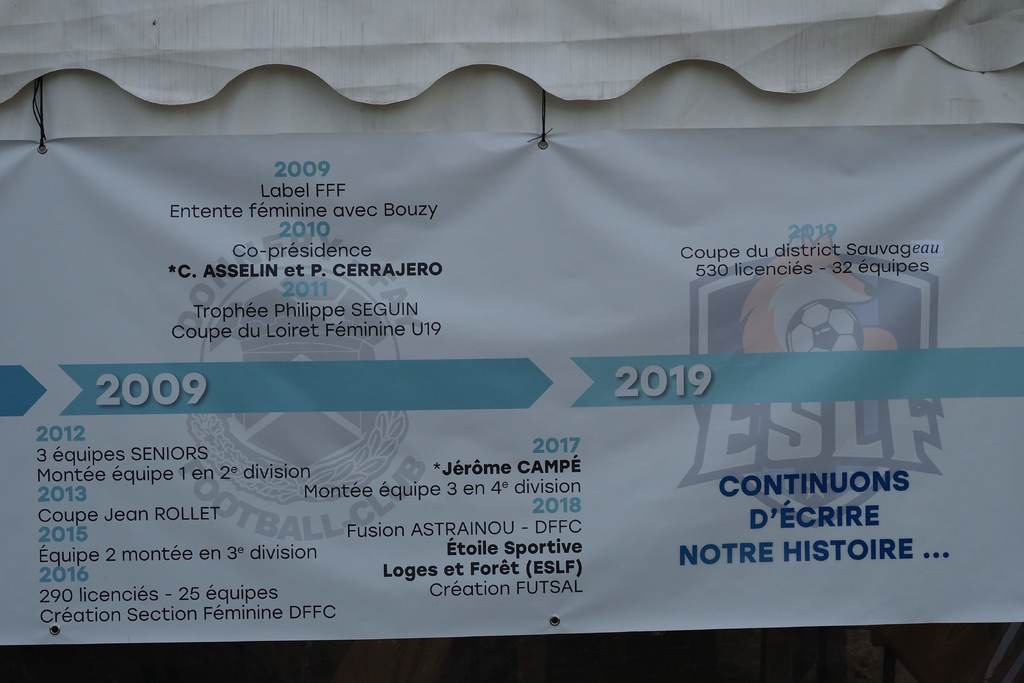 2009
Label FFF
Entente féminine avec Bouzy
2010
Co-présidence
*C. ASSELIN et P. CERRAJERO
2011
Trophée Philippe SEGUIN
Coupe du Loiret Féminine U19
2009
2012
3 équipes SENIORS
Montée équipe 1 en 2e division
2013
Coupe Jean ROLLET
2015
Équipe 2 montée en 3e division
2016
290 licenciés - 25 équipes
Création Section Féminine DFFC
2017
*Jérôme CAMPÉ
Montée équipe 3 en 4e division
2018
Fusion ASTRAINOU - DFFC
Étoile Sportive
Loges et Forêt (ESLF)
Création FUTSAL
2019
Coupe du district Sauvageau
530 licenciés - 32 équipes
2019
ESLF
CONTINUONS
D'ÉCRIRE
NOTRE HISTOIRE ...
FOOTBALL CLUB